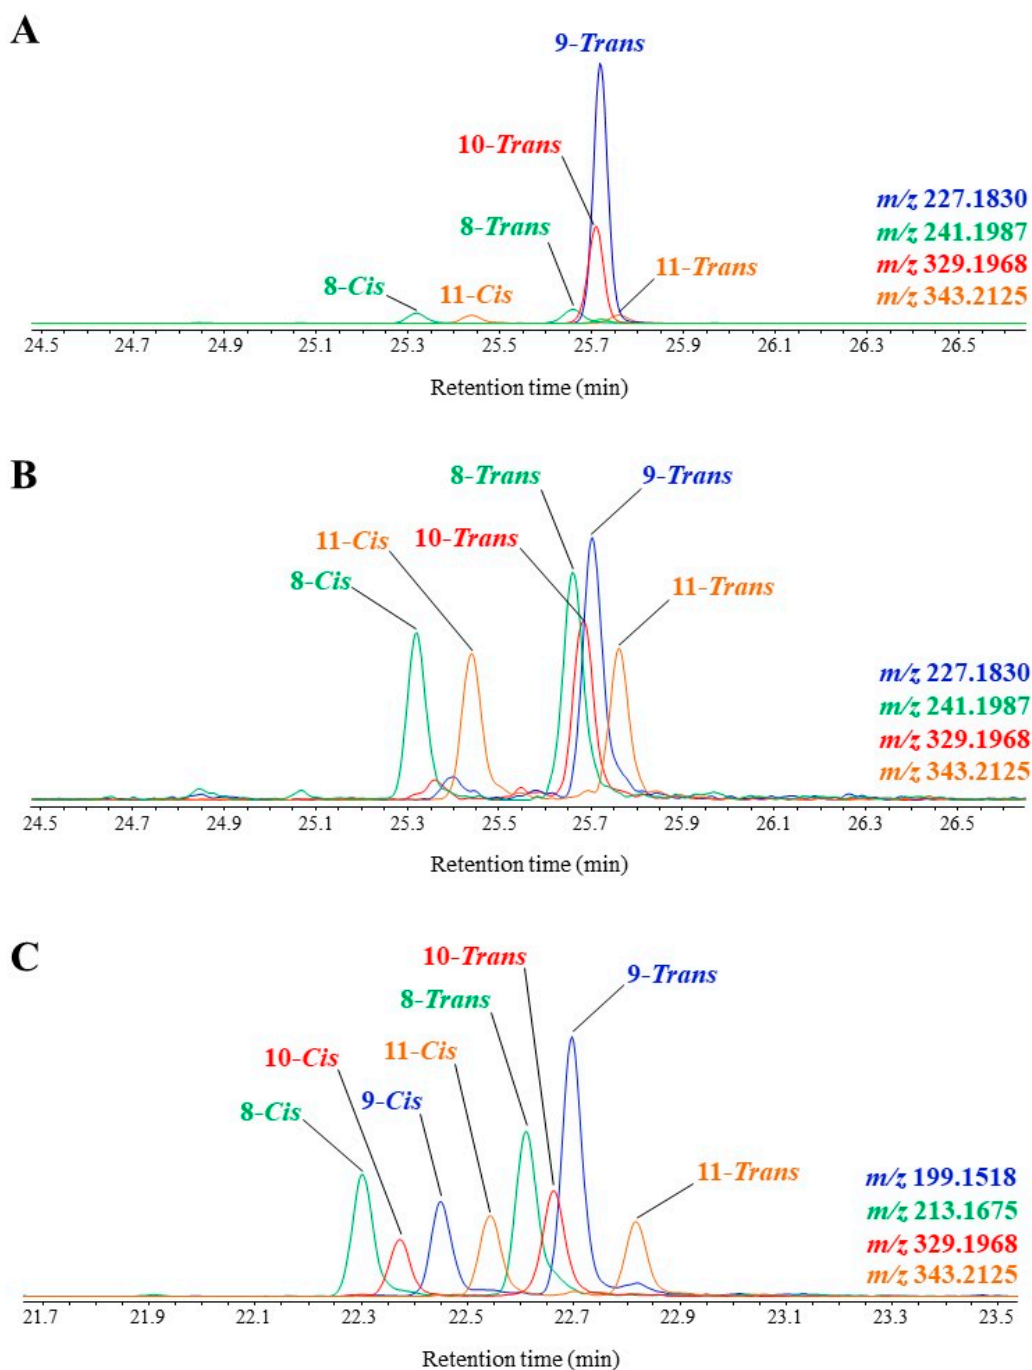 A
9-Trans
10-Trans
8-Trans
11-Trans
8-Cis
11-Cis
m/z 227.1830
m/z 241.1987
m/z 329.1968
m/z 343.2125
24.5 24.7 24.9 25.1 25.3 25.5 25.7 25.9 26.1 26.3 26.5
Retention time (min)
B
8-Trans
9-Trans
11-Cis
10-Trans
8-Cis
11-Trans
m/z 227.1830
m/z 241.1987
m/z 329.1968
m/z 343.2125
24.5 24.7 24.9 25.1 25.3 25.5 25.7 25.9 26.1 26.3 26.5
Retention time (min)
C
10-Trans
9-Trans
8-Trans
10-Cis
11-Cis
9-Cis
8-Cis
11-Trans
m/z 199.1518
m/z 213.1675
m/z 329.1968
m/z 343.2125
21.7 21.9 22.1 22.3 22.5 22.7 22.9 23.1 23.3 23.5
Retention time (min)